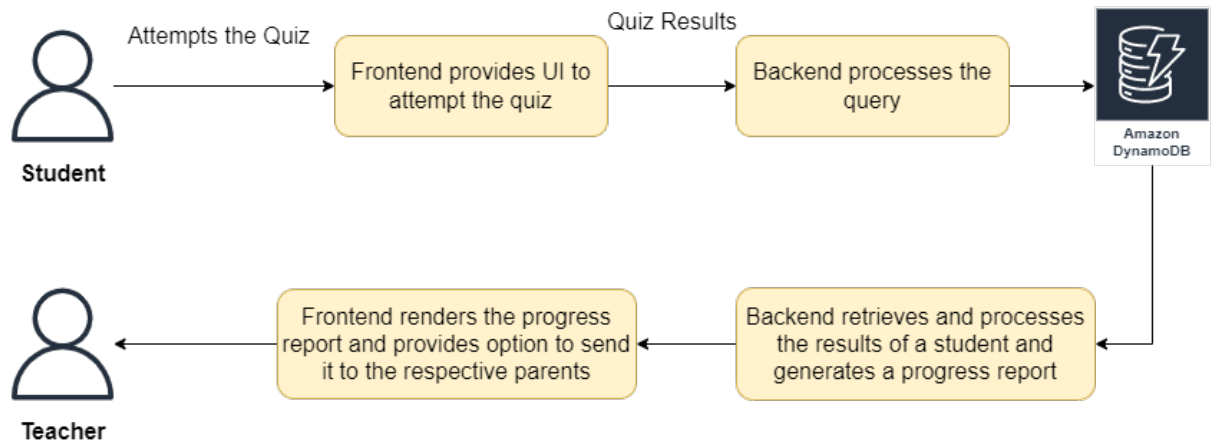 Attempts the Quiz
Quiz Results
Frontend provides UI to
attempt the quiz
Backend processes the
query
Amazon
DynamoDB
Student
Frontend renders the progress
report and provides option to send
it to the respective parents
Backend retrieves and processes
the results of a student and
generates a progress report
Teacher